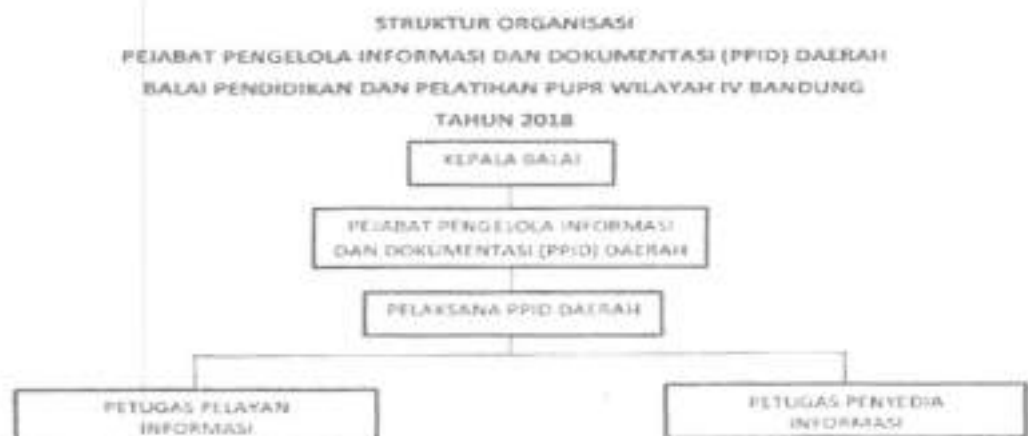 STRUKTUR ORGANISASI
PEJABAT PENGELOLA INFORMASI DAN DOKUMENTASI (PPID) DAERAH
BALAI PENDIDIKAN DAN PELATIHAN PUPR WILAYAH IV BANDUNG
TAHUN 2018
KEPALA BALAI
PEJABAT PENGELOLA INFORMASI
DAN DOKUMENTASI (PPID) DAERAH
PELAKSANA PPID DAERAH
PETUGAS PELAYAN
INFORMASI
PETUGAS PENYEDIA
INFORMASI